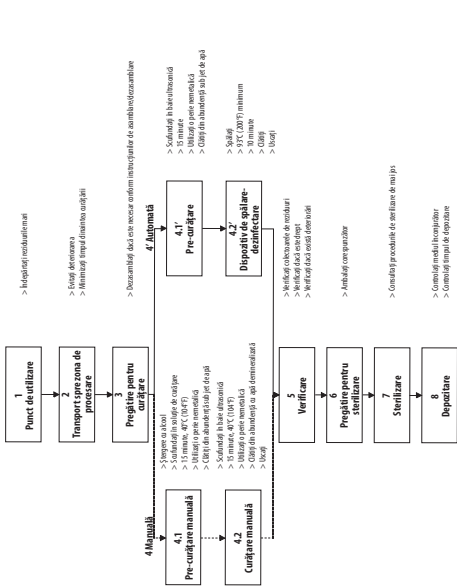 1
Punct de utilizare
> Îndepărtați reziduurile mari
2
Transport spre zona de
procesare
> Evitați deteriorarea
> Minimizați timpul dinaintea curățării
3
Pregătire pentru
curățare
> Dezasamblați dacă este necesar conform instrucțiunilor de asamblare/dezasamblare
4 Manuală
4.1
Pre-curățare manuală
> Ștergere cu alcool
> Scufundați în soluție de curățare
> 15 minute, 40°C (104°F)
> Utilizați o perie nemetalică
> Clătiți din abundență sub jet de apă
4.2
Curățare manuală
> Scufundați în baie ultrasonică
> 15 minute, 40°C (104°F)
> Utilizați o perie nemetalică
> Clătiți din abundență cu apă demineralizată
> Uscați
4’ Automată
4.1’
Pre-curățare
> Scufundați în baie ultrasonică
> 15 minute
> Utilizați o perie nemetalică
> Clătiți din abundență sub jet de apă
4.2’
Dispozitiv de spălare-
dezinfectare
> Spălați
> 93°C (200°F) minimum
> 10 minute
> Clătiți
> Uscați
5
Verificare
> Verificați colectoarele de reziduuri
> Verificați dacă este drept
> Verificați dacă există deteriorări
6
Pregătire pentru
sterilizare
> Ambalați corespunzător
7
Sterilizare
> Consultați procedurile de sterilizare de mai jos
8
Depozitare
> Controlați mediul înconjurător
> Controlați timpul de depozitare